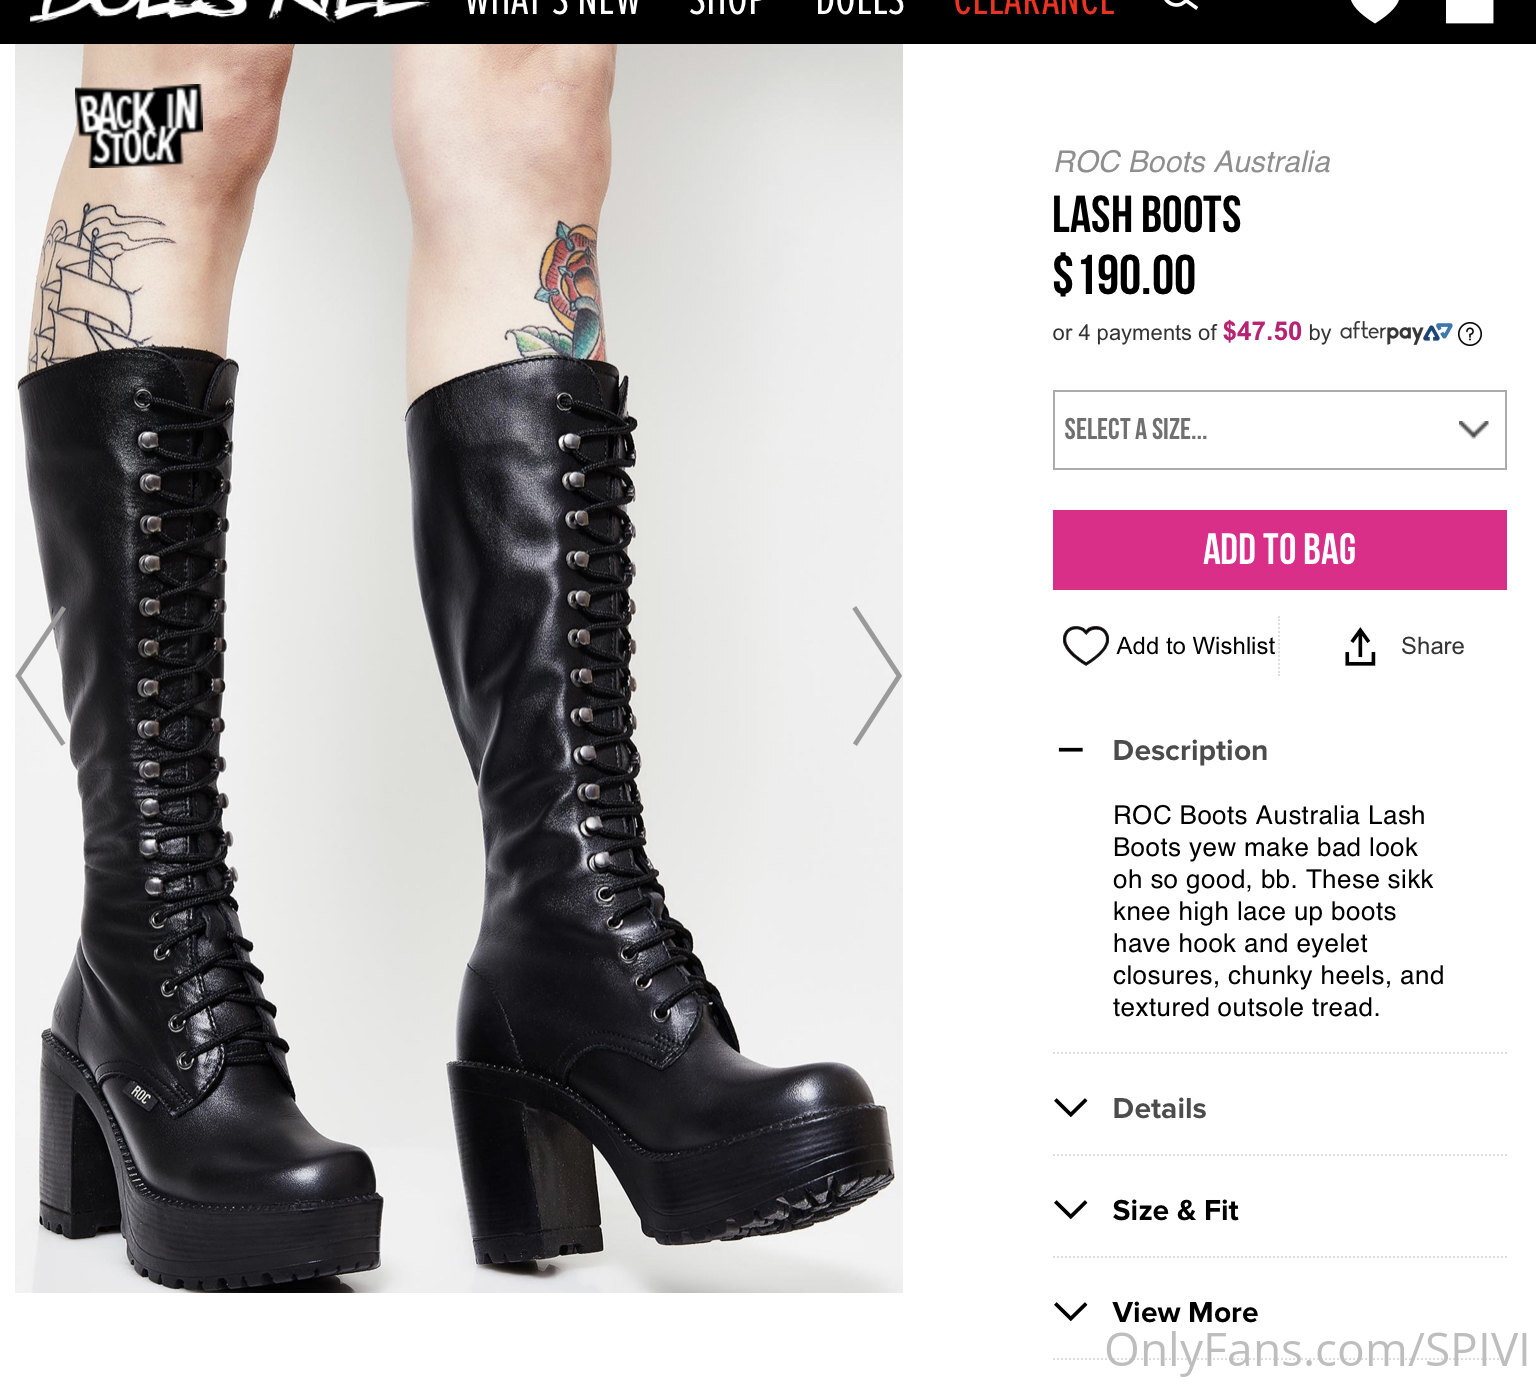 DOLLS KILL WHAT'S NEW SHOP DOLLS CLEARANCE
BACK IN
STOCK
ROC Boots Australia
LASH BOOTS
$190.00
or 4 payments of $47.50 by afterpay ?
SELECT A SIZE...
ADD TO BAG
Add to Wishlist
Share
Description
ROC Boots Australia Lash
Boots yew make bad look
oh so good, bb. These sikk
knee high lace up boots
have hook and eyelet
closures, chunky heels, and
textured outsole tread.
Details
Size & Fit
View More
OnlyFans.com/SPIVI
ROC